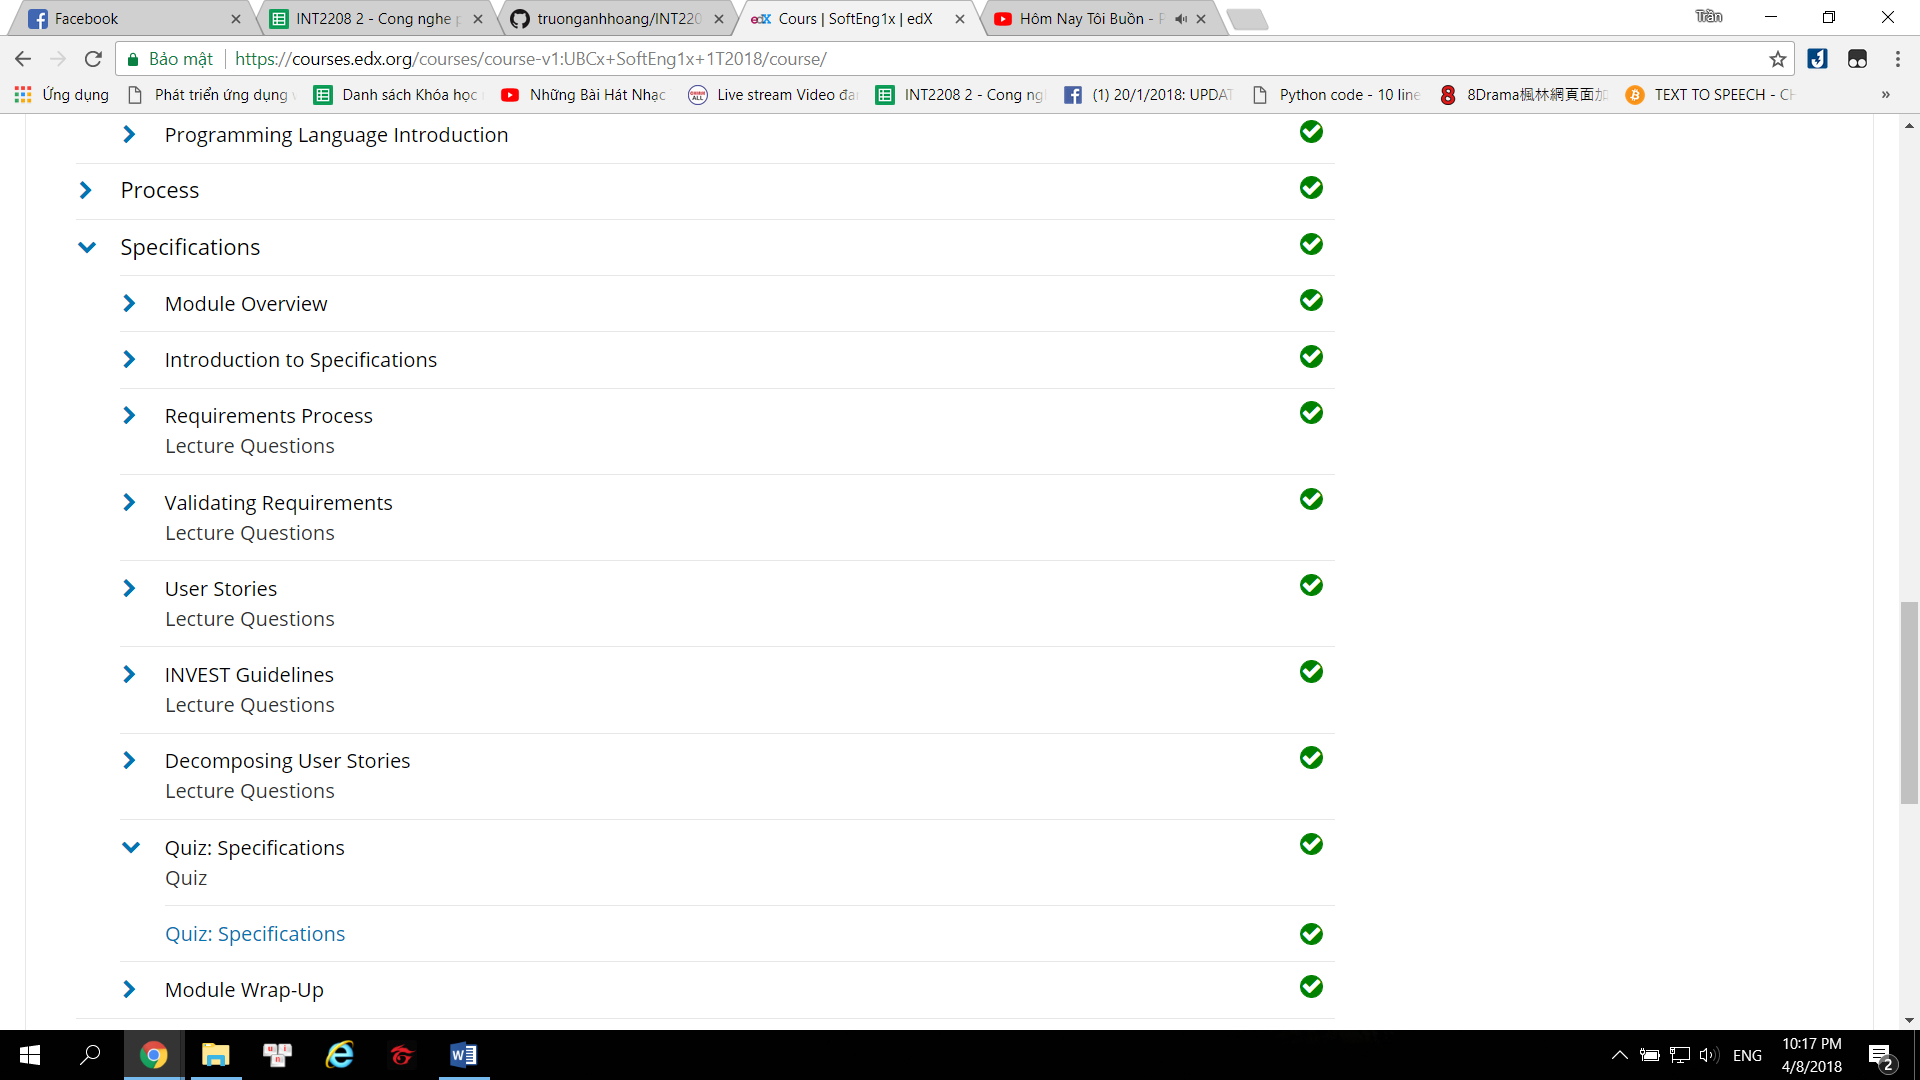 Facebook
INT2208 2 - Cong nghe p
truonganhhoang/INT220
edX Cours | SoftEng1x | edX
Hôm Nay Tôi Buồn - P
Trần
Bảo mật https://courses.edx.org/courses/course-v1:UBCx+SoftEng1x+1T2018/course/
Ứng dụng Phát triển ứng dụng Danh sách Khóa học Những Bài Hát Nhạc Live stream Video đa INT2208 2 - Cong ng (1) 20/1/2018: UPDAT Python code - 10 line 8Drama楓林網頁面加 TEXT TO SPEECH - CH »
Programming Language Introduction
Process
Specifications
Module Overview
Introduction to Specifications
Requirements Process
Lecture Questions
Validating Requirements
Lecture Questions
User Stories
Lecture Questions
INVEST Guidelines
Lecture Questions
Decomposing User Stories
Lecture Questions
Quiz: Specifications
Quiz
Quiz: Specifications
Module Wrap-Up
ENG
10:17 PM
4/8/2018
2